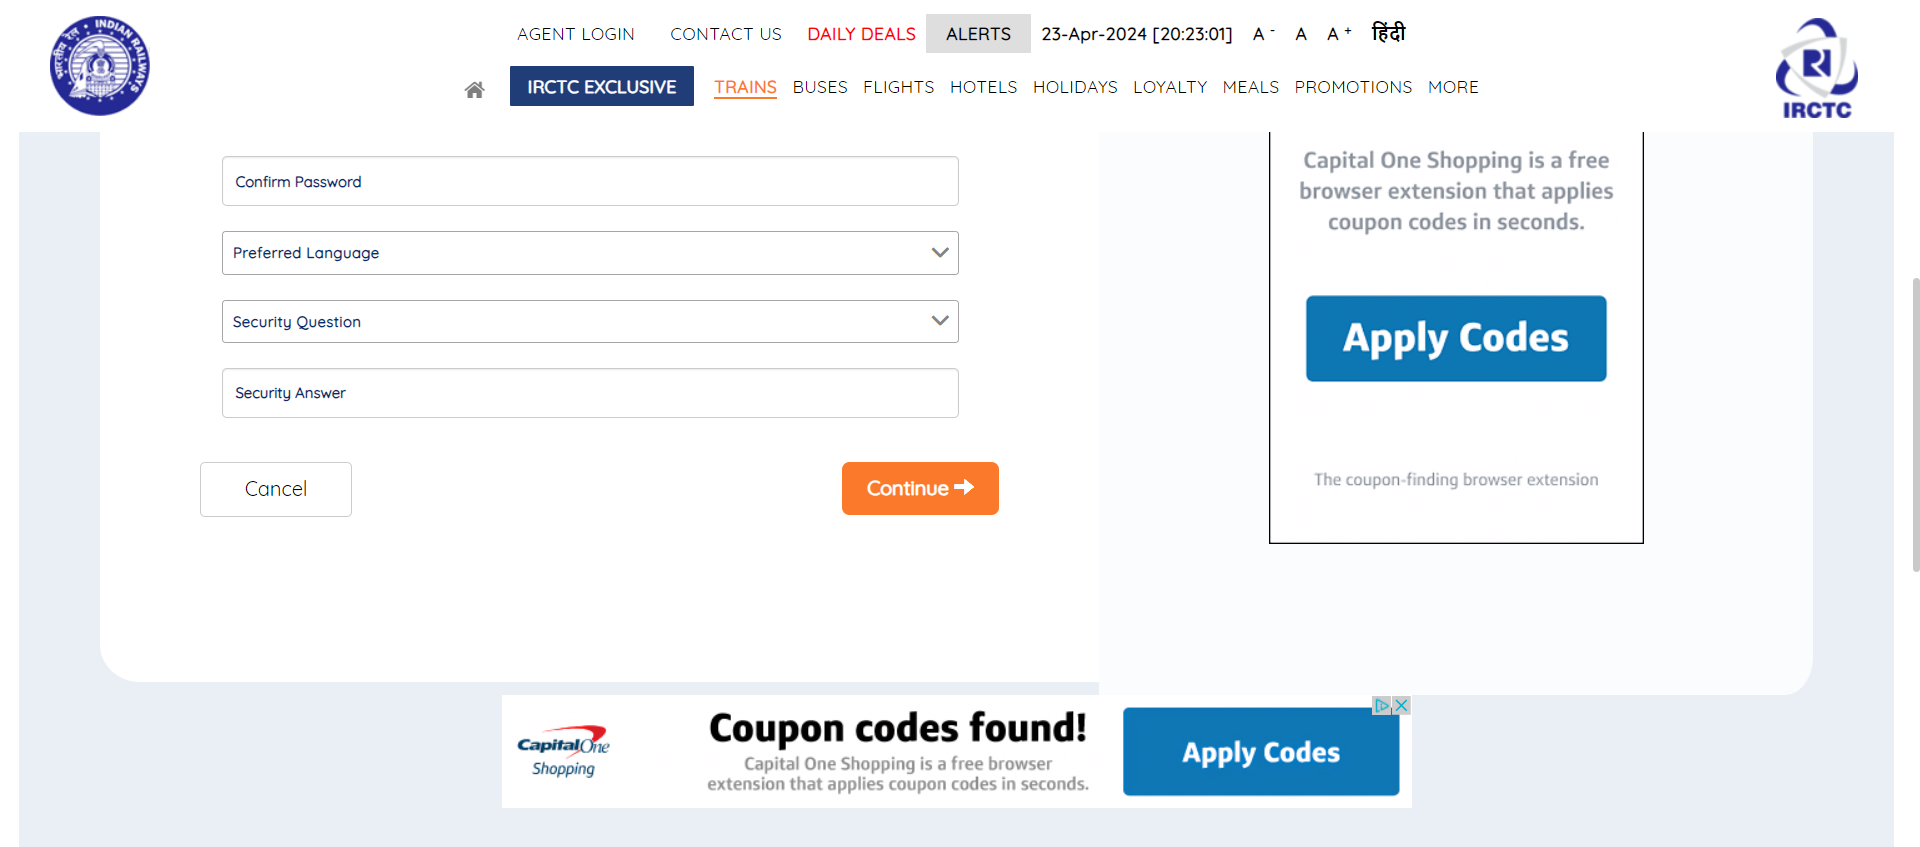 AGENT LOGIN CONTACT US DAILY DEALS ALERTS 23-Apr-2024 [20:23:01] A - A A + हिंदी
IRCTC EXCLUSIVE TRAINS BUSES FLIGHTS HOTELS HOLIDAYS LOYALTY MEALS PROMOTIONS MORE
INDIAN RAILWAYS
भारतीय रेल
IRCTC
Confirm Password
Preferred Language
Security Question
Security Answer
Cancel
Continue
Capital One Shopping is a free
browser extension that applies
coupon codes in seconds.
Apply Codes
The coupon-finding browser extension
Capital One
Shopping
Coupon codes found!
Capital One Shopping is a free browser
extension that applies coupon codes in seconds.
Apply Codes